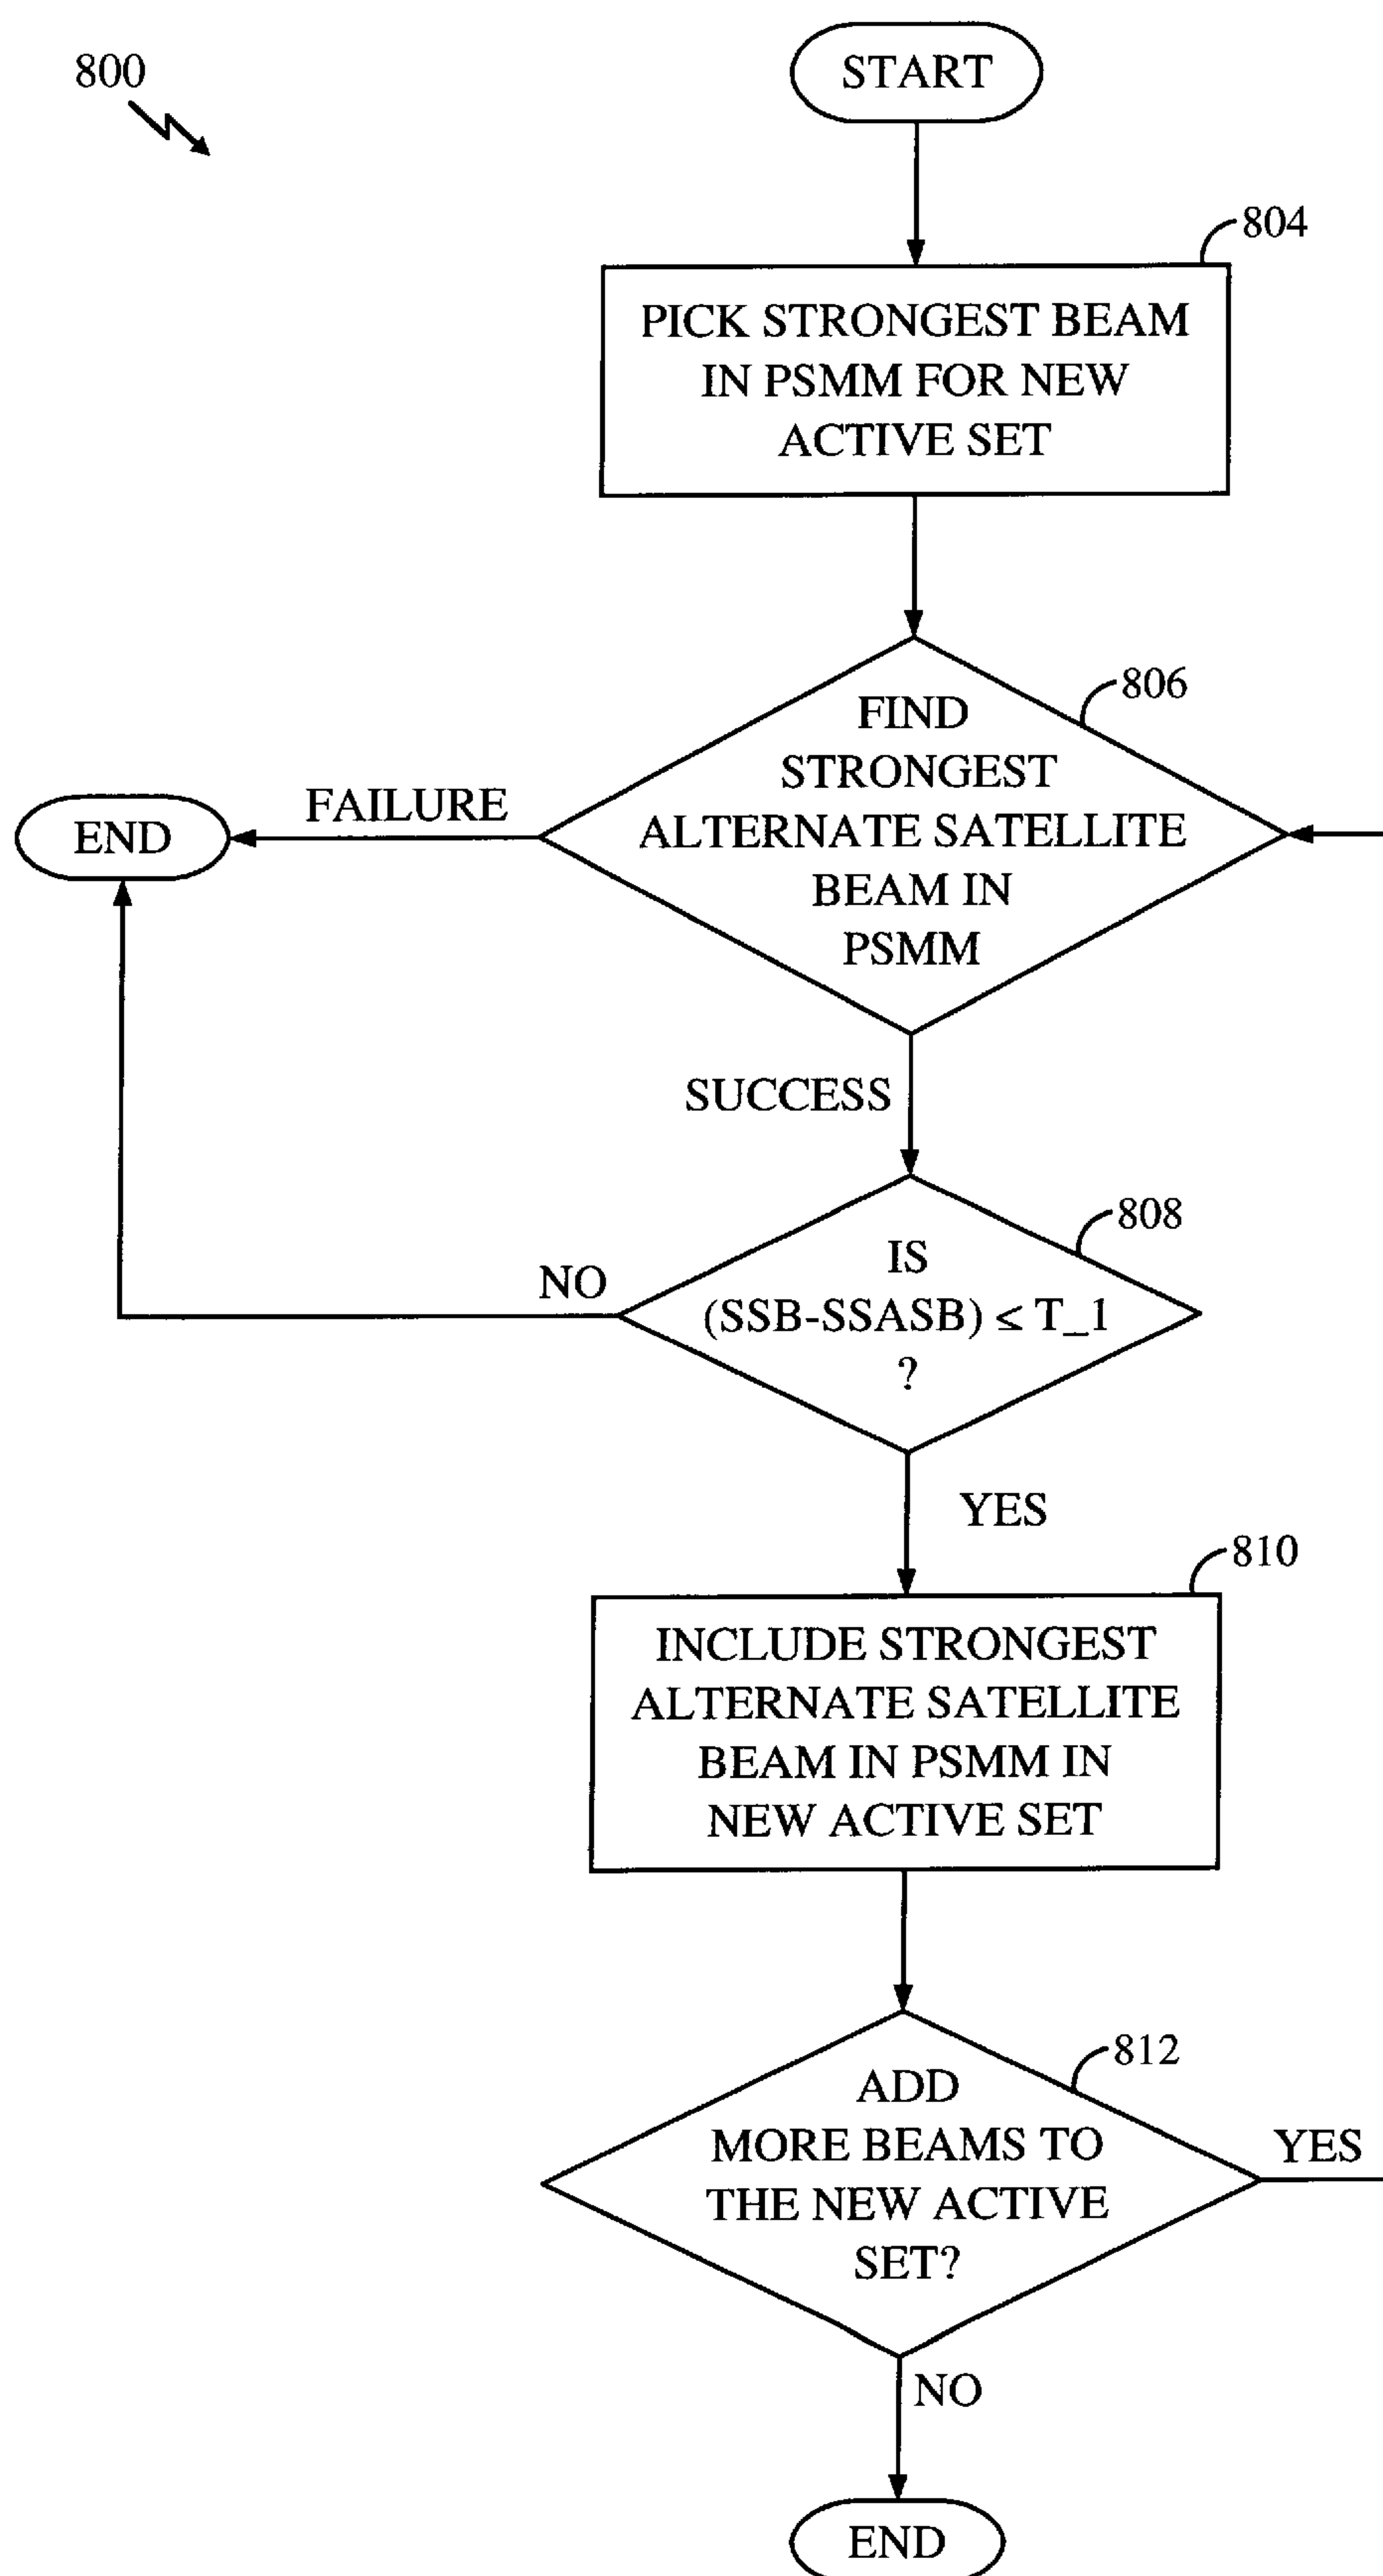 800
START
804
PICK STRONGEST BEAM
IN PSMM FOR NEW
ACTIVE SET
806
FIND
STRONGEST
ALTERNATE SATELLITE
BEAM IN
PSMM
FAILURE
END
SUCCESS
808
IS
(SSB-SSASB) ≤ T_1
?
NO
YES
810
INCLUDE STRONGEST
ALTERNATE SATELLITE
BEAM IN PSMM IN
NEW ACTIVE SET
812
ADD
MORE BEAMS TO
THE NEW ACTIVE
SET?
YES
NO
END